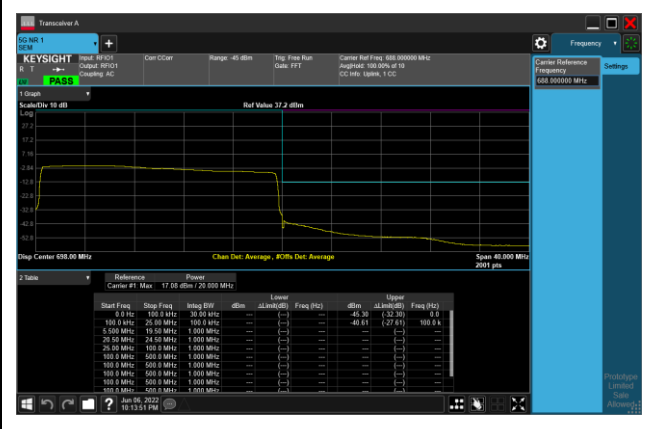 Transceiver A
5G NR 1
SEM
Frequency
KEYSIGHT
R T
PASS
Input: RFIO1
Output: RFIO1
Coupling: AC
Corr CCorr
Range: -45 dBm
Trig: Free Run
Gate: FFT
Carrier Ref Freq: 688.000000 MHz
Avg|Hold: 100.00% of 10
CC Info: Uplink, 1 CC
Carrier Reference
Frequency
688.000000 MHz
Settings
1 Graph
Scale/Div 10 dB
Ref Value 37.2 dBm
Log
27.2
17.2
7.16
-2.84
-12.8
-22.8
-32.8
-42.8
-52.8
Disp Center 698.00 MHz
Chan Det: Average , #Offs Det: Average
Span 40.000 MHz
2001 pts
2 Table
Reference Power
Carrier #1 Max 17.08 dBm / 20.000 MHz
Lower Upper
Start Freq Stop Freq Integ BW dBm ΔLimit(dB) Freq (Hz) dBm ΔLimit(dB) Freq (Hz)
0.0 Hz 100.0 kHz 30.00 kHz --- (---) --- -45.30 (-32.30) 0.0
100.0 kHz 25.00 MHz 100.0 kHz --- (---) --- -40.61 (-27.61) 100.0 k
5.500 MHz 19.50 MHz 1.000 MHz --- (---) --- --- (---) ---
20.50 MHz 24.50 MHz 1.000 MHz --- (---) --- --- (---) ---
25.00 MHz 100.0 MHz 1.000 MHz --- (---) --- --- (---) ---
100.0 MHz 500.0 MHz 1.000 MHz --- (---) --- --- (---) ---
100.0 MHz 500.0 MHz 1.000 MHz --- (---) --- --- (---) ---
100.0 MHz 500.0 MHz 1.000 MHz --- (---) --- --- (---) ---
100.0 MHz 500.0 MHz 1.000 MHz --- (---) --- --- (---) ---
Prototype
Limited
Sale
Allowed
Jun 06, 2022
10:13:51 PM